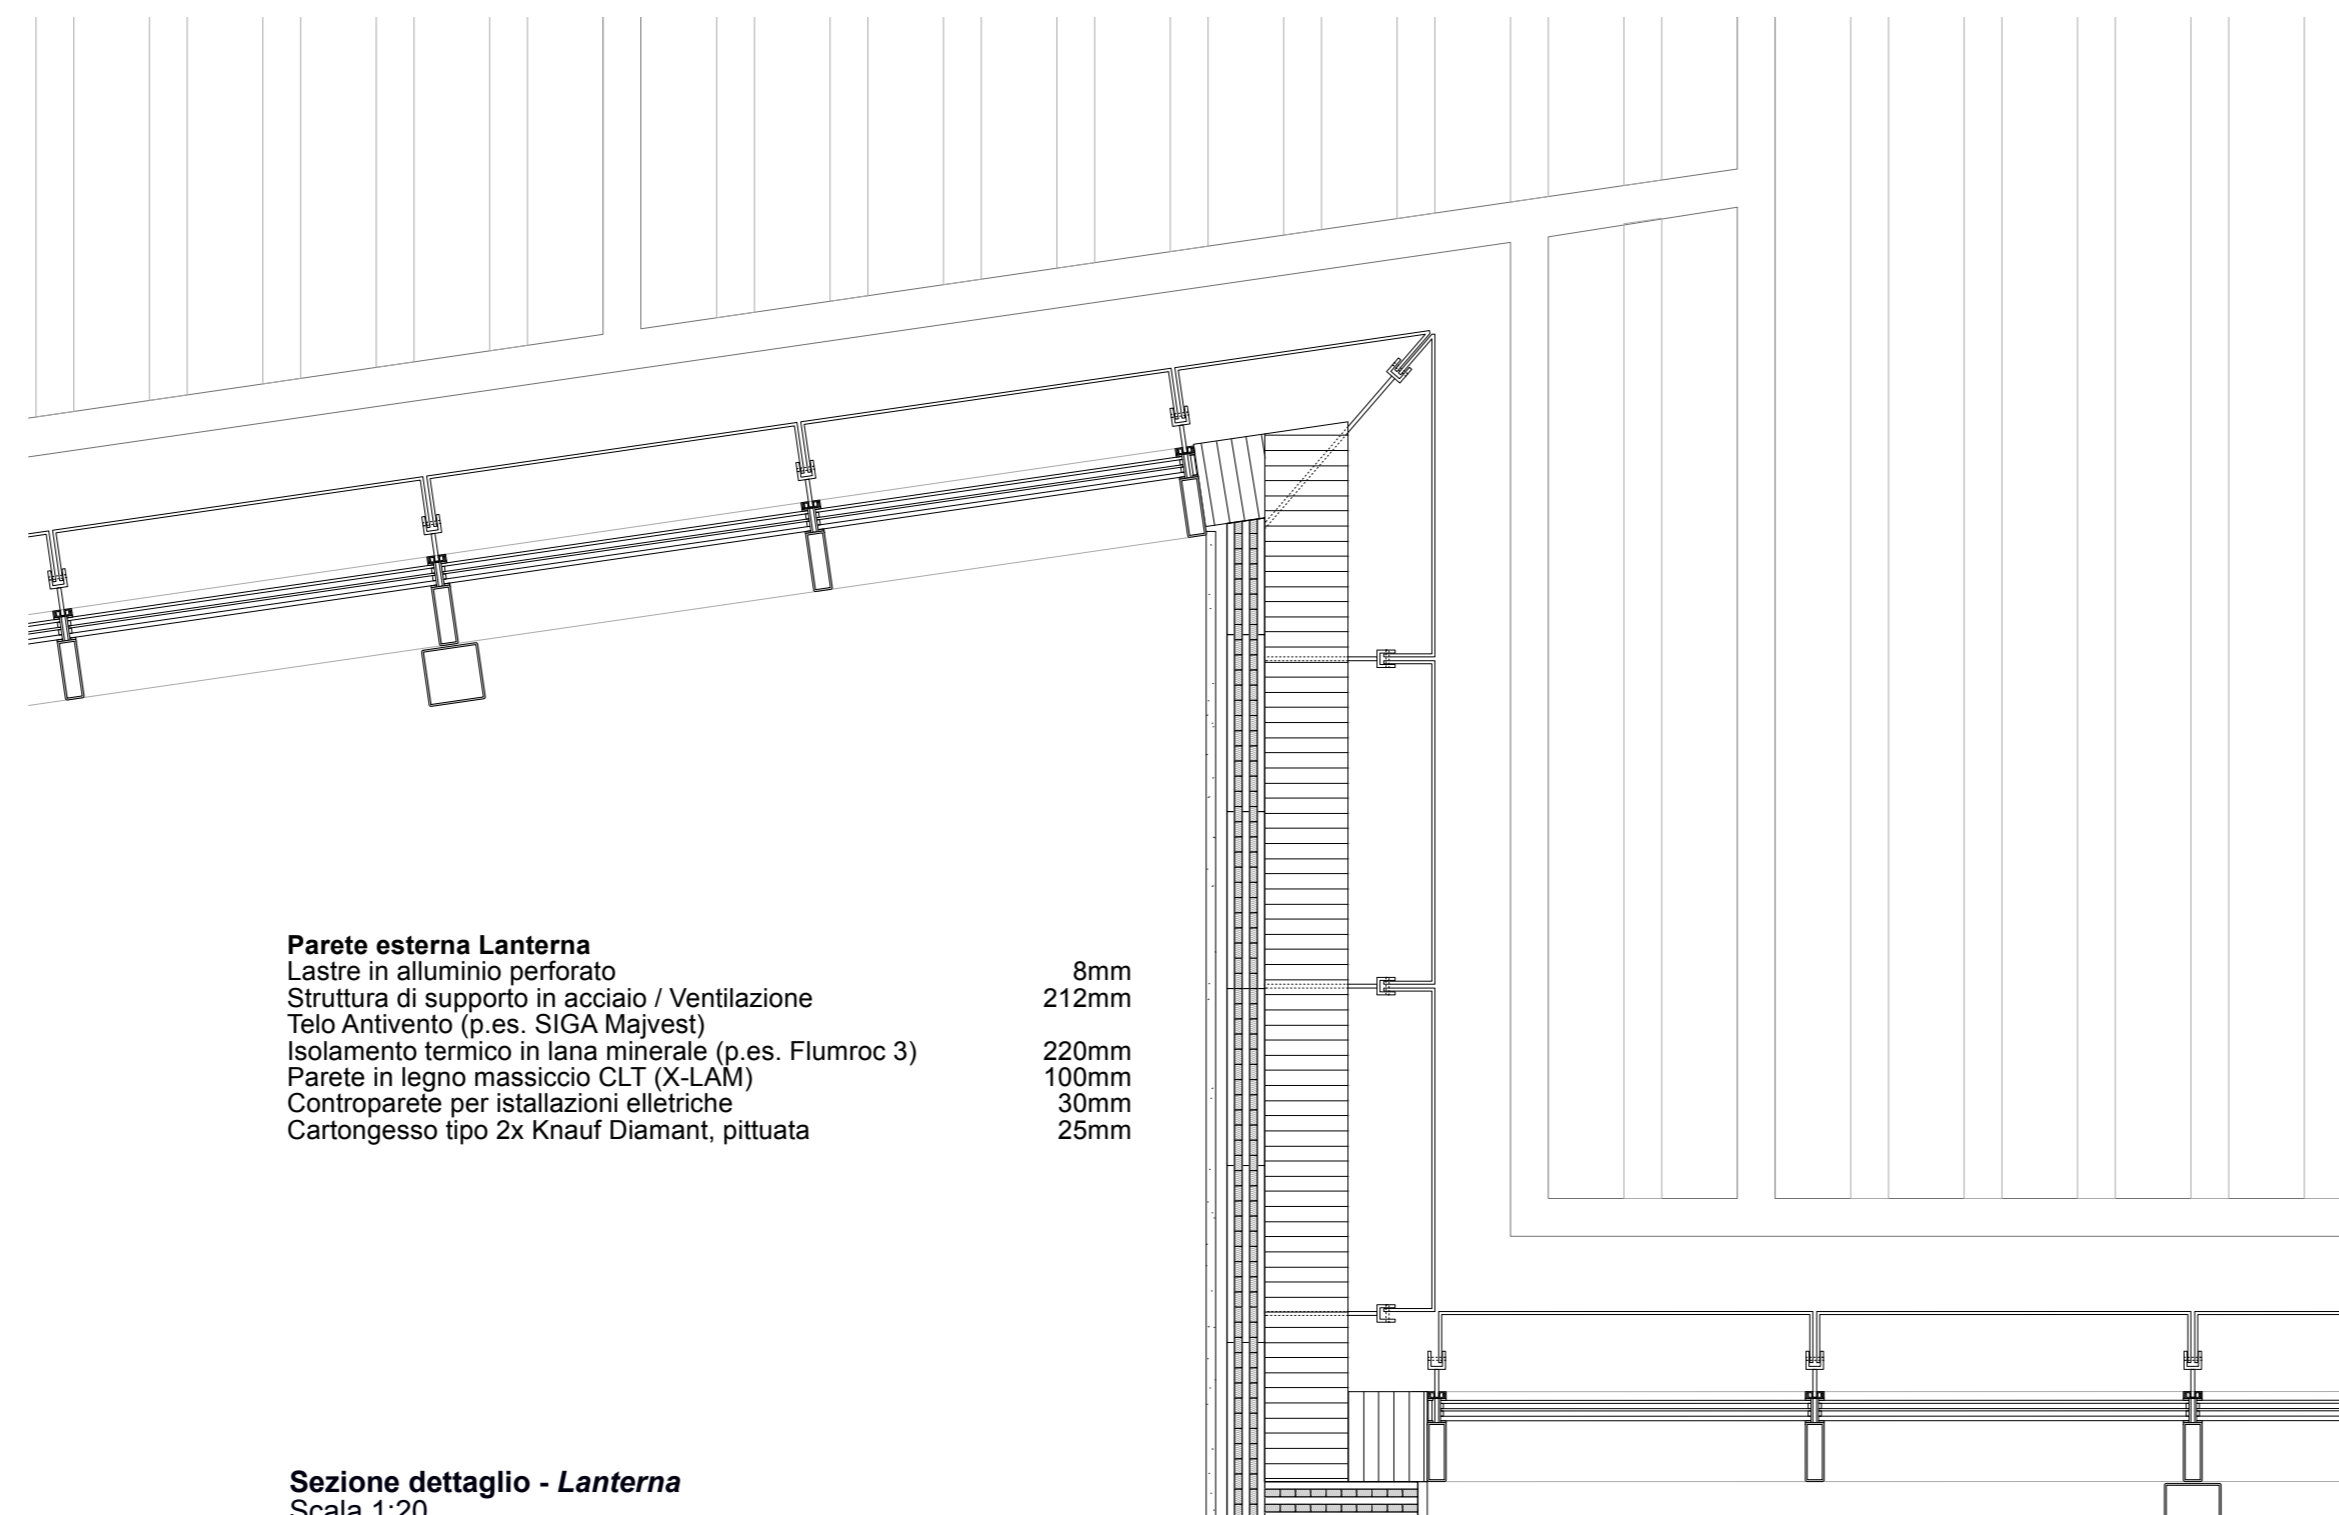 Parete esterna Lanterna
Lastre in alluminio perforato 8mm
Struttura di supporto in acciaio / Ventilazione 212mm
Telo Antivento (p.es. SIGA Majvest)
Isolamento termico in lana minerale (p.es. Flumroc 3) 220mm
Parete in legno massiccio CLT (X-LAM) 100mm
Controparete per istallazioni elletriche 30mm
Cartongesso tipo 2x Knauf Diamant, pittuata 25mm
Sezione dettaglio - Lanterna
Scala 1:20